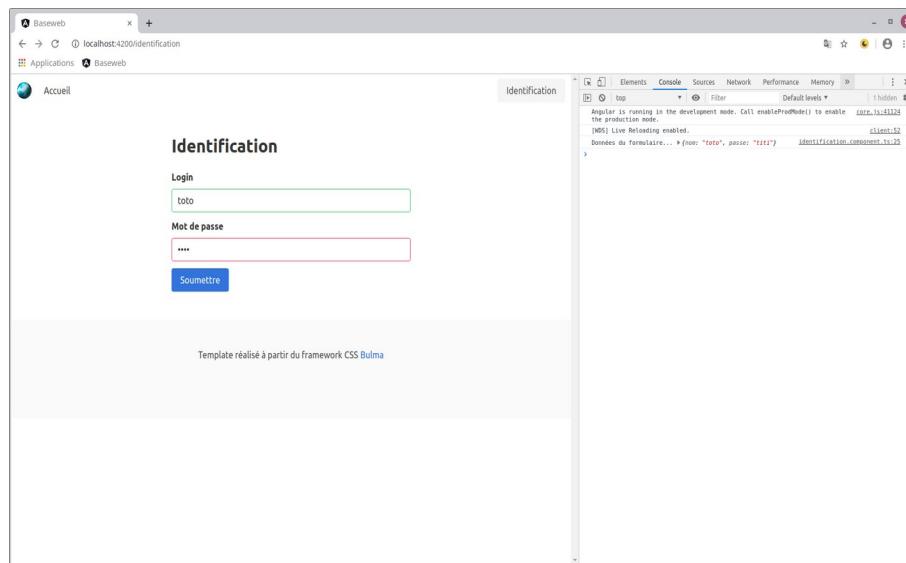 Baseweb
localhost:4200/identification
Applications Baseweb
Accueil
Identification
Identification
Login
toto
Mot de passe
••••
Soumettre
Template réalisé à partir du framework CSS Bulma
Elements Console Sources Network Performance Memory »
top Filter Default levels ▼ 1 hidden
Angular is running in the development mode. Call enableProdMode() to enable core.js:41124
the production mode.
[WDS] Live Reloading enabled. client:52
Données du formulaire... ▶{nom: "toto", passe: "titi"} identification.component.ts:25